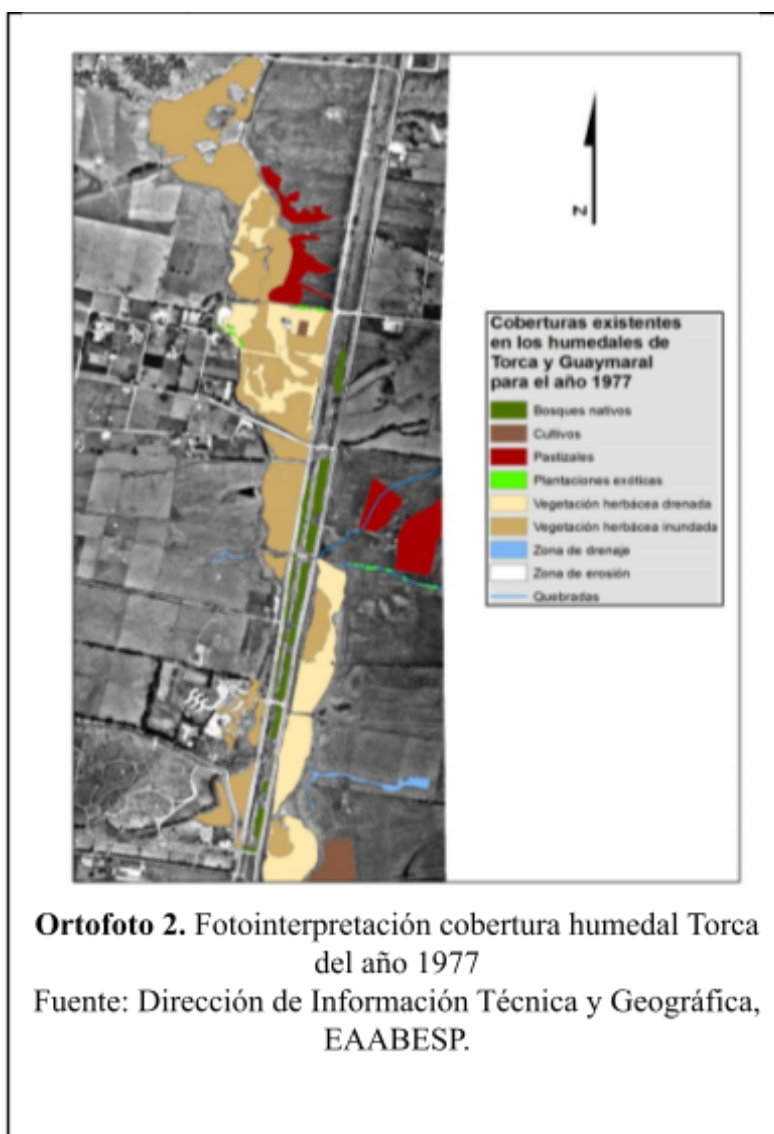 N
Coberturas existentes
en los humedales de
Torca y Guaymaral
para el año 1977
Bosques nativos
Cultivos
Pastizales
Plantaciones exóticas
Vegetación herbácea drenada
Vegetación herbácea inundada
Zona de drenaje
Zona de erosión
Quebradas
Ortofoto 2. Fotointerpretación cobertura humedal Torca
del año 1977
Fuente: Dirección de Información Técnica y Geográfica,
EAABESP.